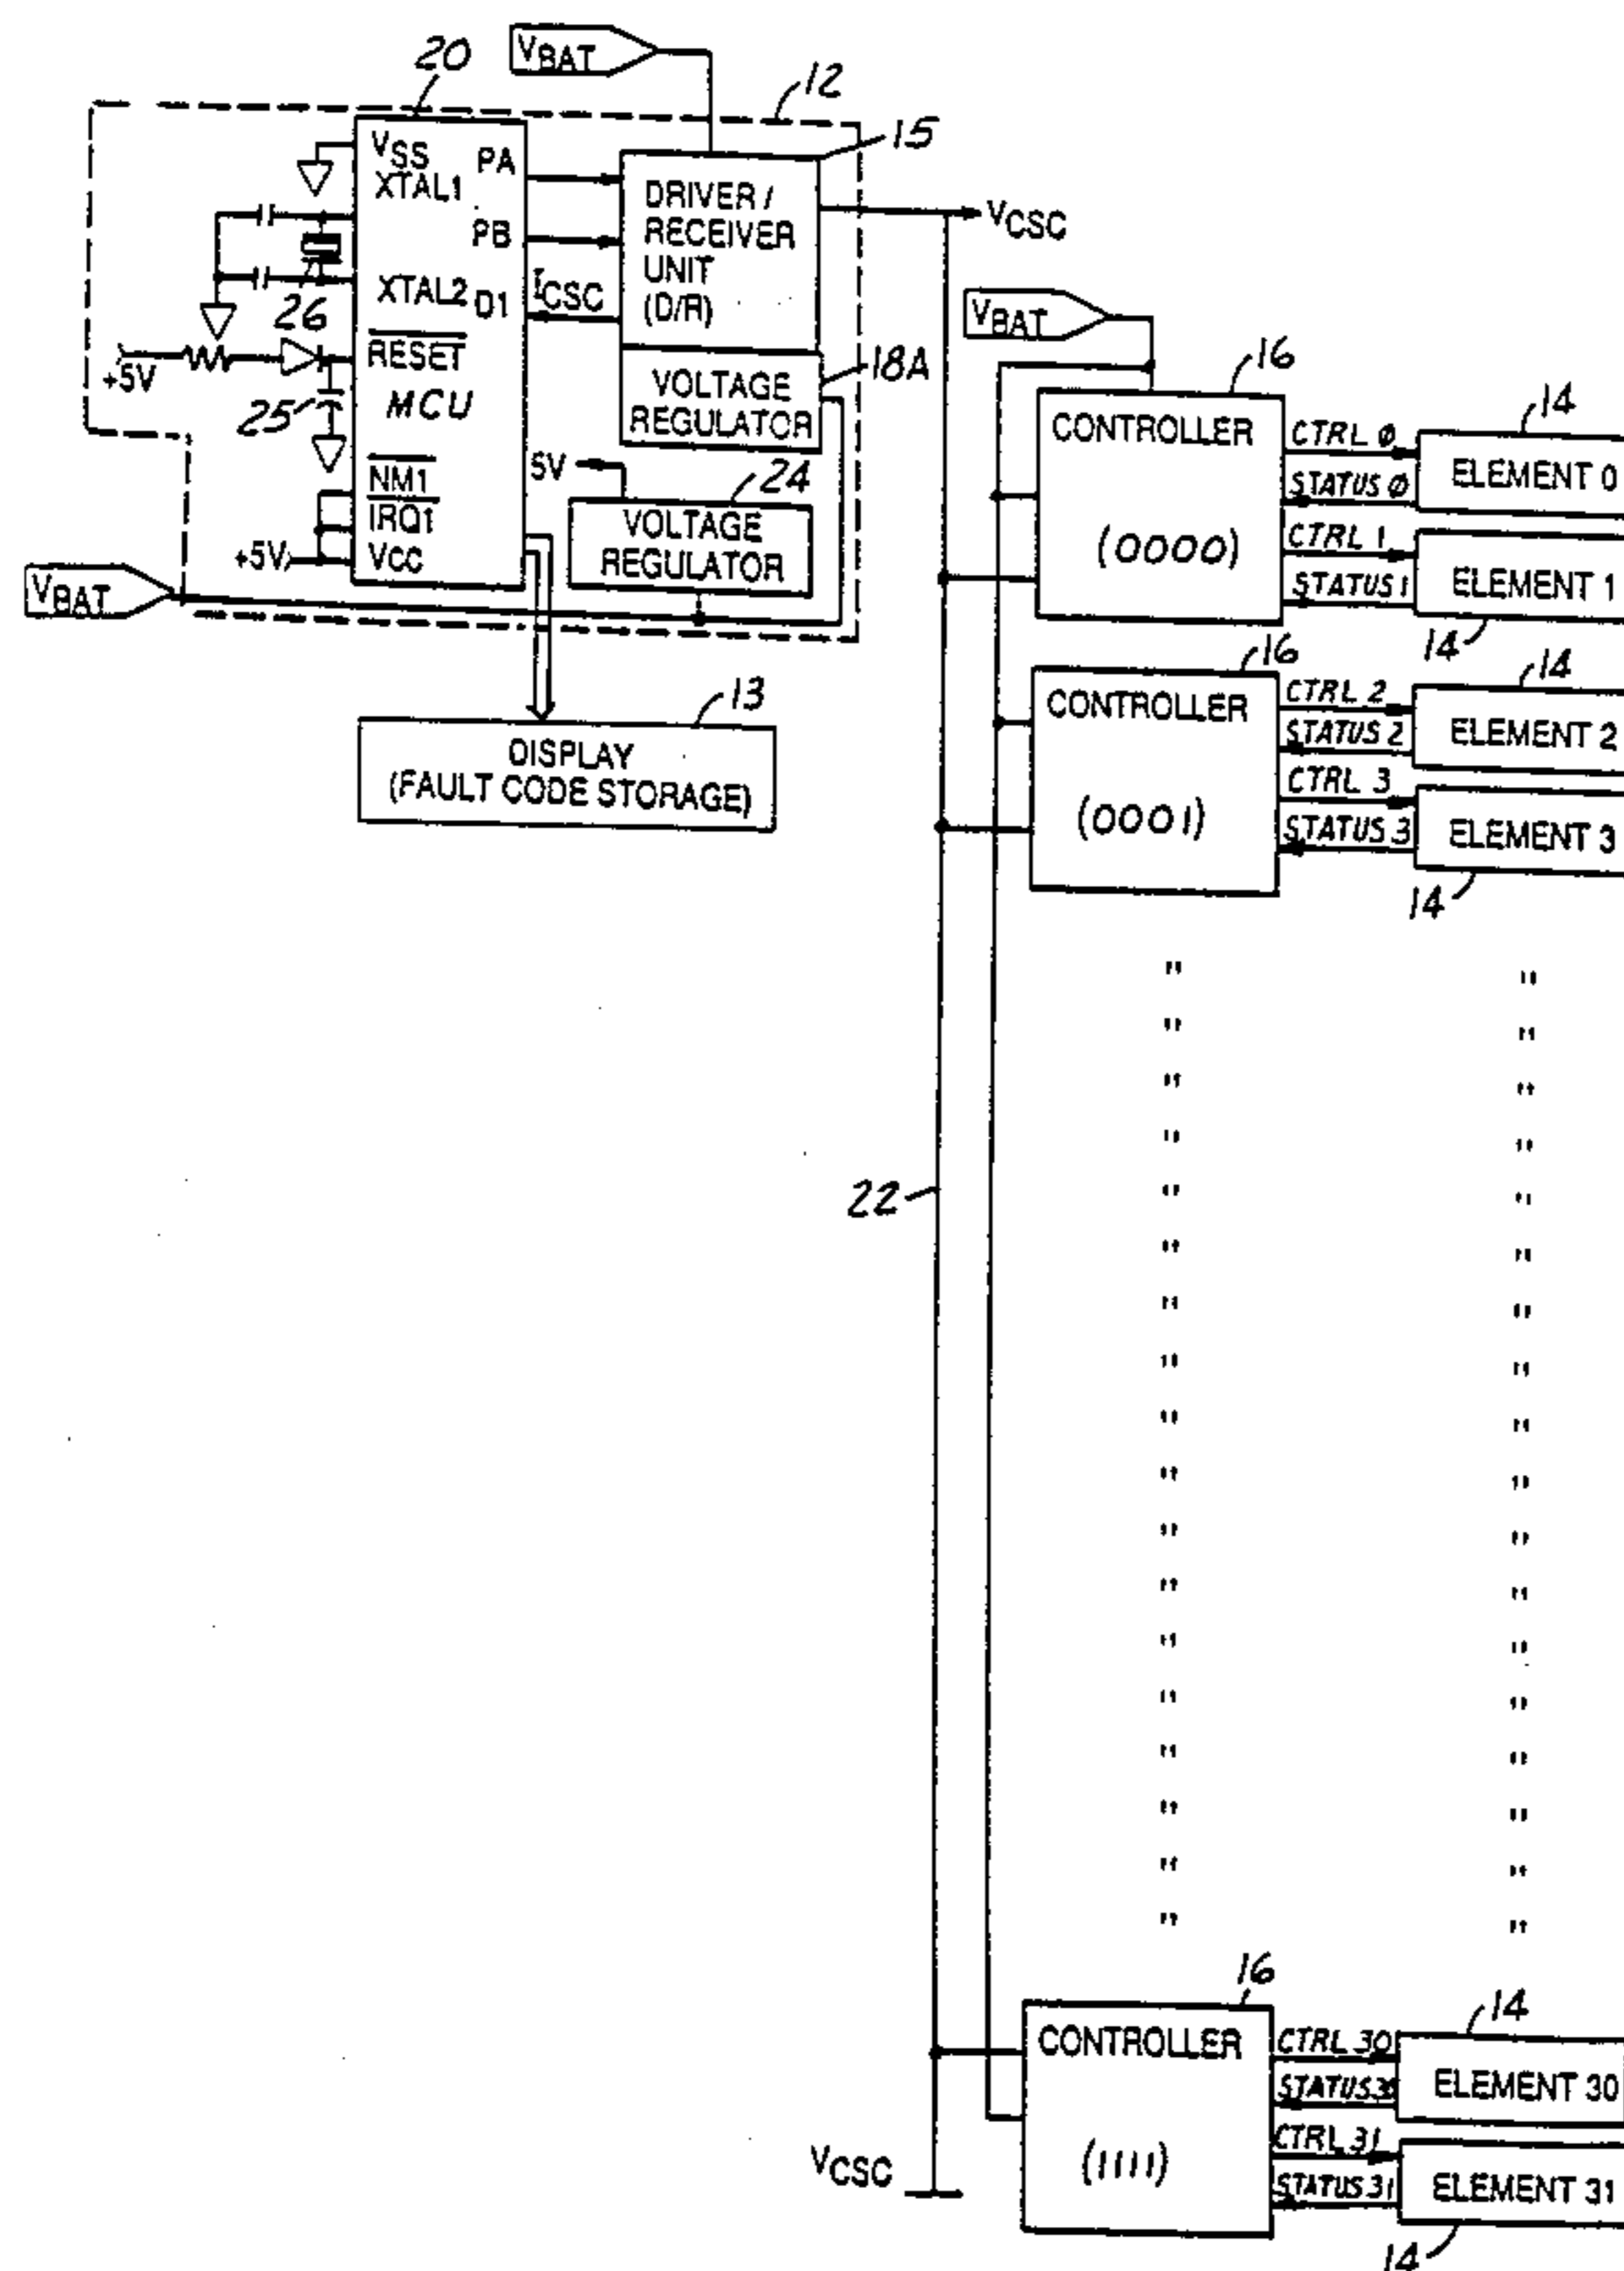 20
VBAT
12
15
VSS
PA
XTAL1
PB
XTAL2
D1
ICSC
DRIVER /
RECEIVER
UNIT
(D/R)
VCSC
26
+5V
RESET
MCU
25
VOLTAGE
REGULATOR
18A
NM1
IRQ1
+5V
VCC
5V
24
VOLTAGE
REGULATOR
VBAT
13
DISPLAY
(FAULT CODE STORAGE)
VBAT
16
CONTROLLER
(0000)
CTRL 0
STATUS 0
CTRL 1
STATUS 1
14
ELEMENT 0
ELEMENT 1
14
16
CONTROLLER
(0001)
CTRL 2
STATUS 2
CTRL 3
STATUS 3
14
ELEMENT 2
ELEMENT 3
14
22
16
CONTROLLER
(1111)
CTRL 30
STATUS 30
CTRL 31
STATUS 31
14
ELEMENT 30
ELEMENT 31
14
VCSC